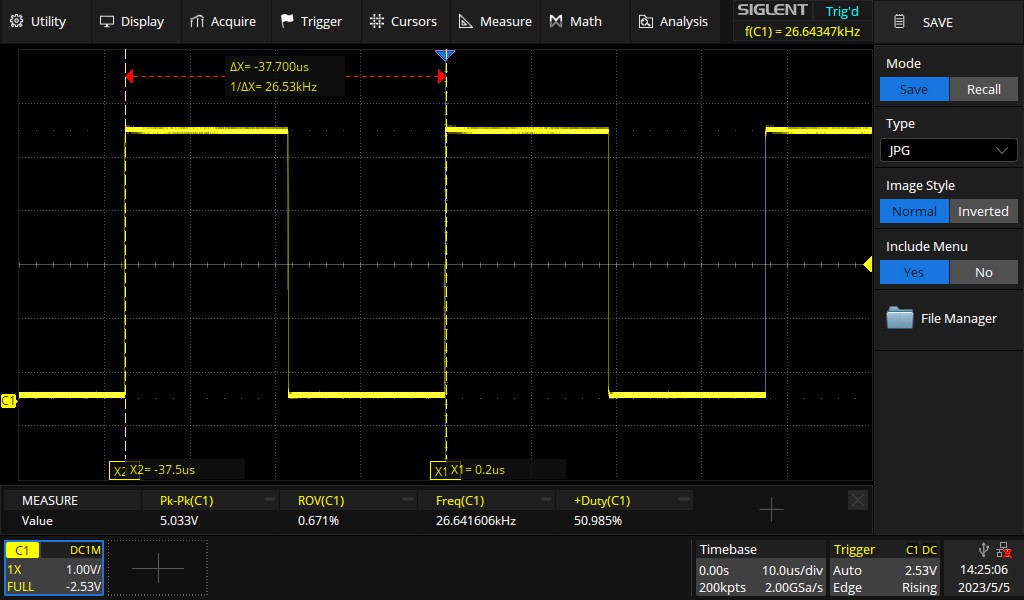 Utility Display Acquire Trigger Cursors Measure Math Analysis
SIGLENT Trig'd
f(C1) = 26.64347kHz
SAVE
Mode
Save Recall
Type
JPG
Image Style
Normal Inverted
Include Menu
Yes No
File Manager
ΔX= -37.700us
1/ΔX= 26.53kHz
C1
X2 X2= -37.5us
X1 X1= 0.2us
MEASURE Pk-Pk(C1) ROV(C1) Freq(C1) +Duty(C1)
Value 5.033V 0.671% 26.641606kHz 50.985%
C1 DC1M
1X 1.00V/
FULL -2.53V
Timebase
0.00s 10.0us/div
200kpts 2.00GSa/s
Trigger C1 DC
Auto 2.53V
Edge Rising
14:25:06
2023/5/5